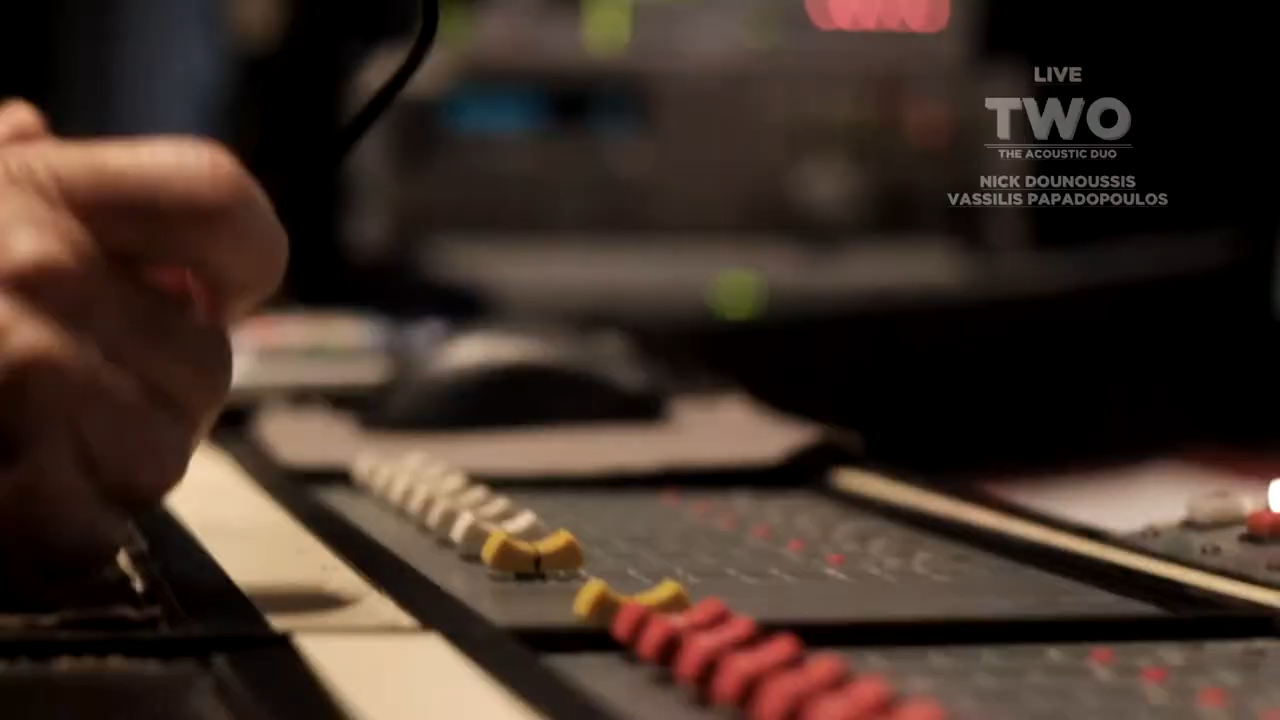 LIVE
TWO
THE ACOUSTIC DUO
NICK DOUNOUSSIS
VASSILIS PAPADOPOULOS